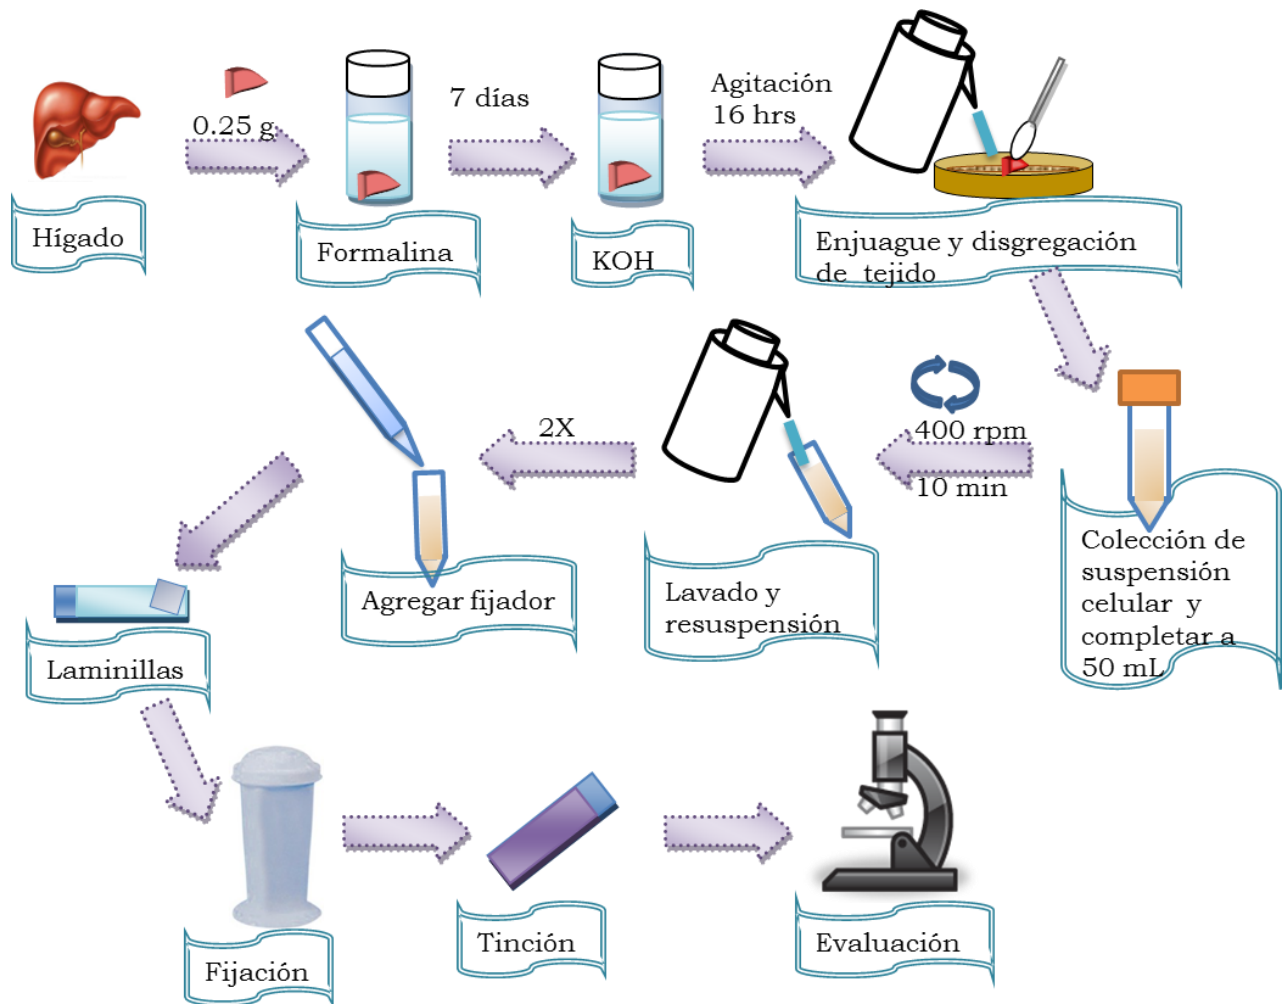 0.25 g
7 días
Agitación
16 hrs
Hígado
Formalina
KOH
Enjuague y disgregación
de tejido
400 rpm
10 min
2X
Colección de
suspensión
celular y
completar a
50 mL
Lavado y
resuspensión
Agregar fijador
Laminillas
Fijación
Tinción
Evaluación